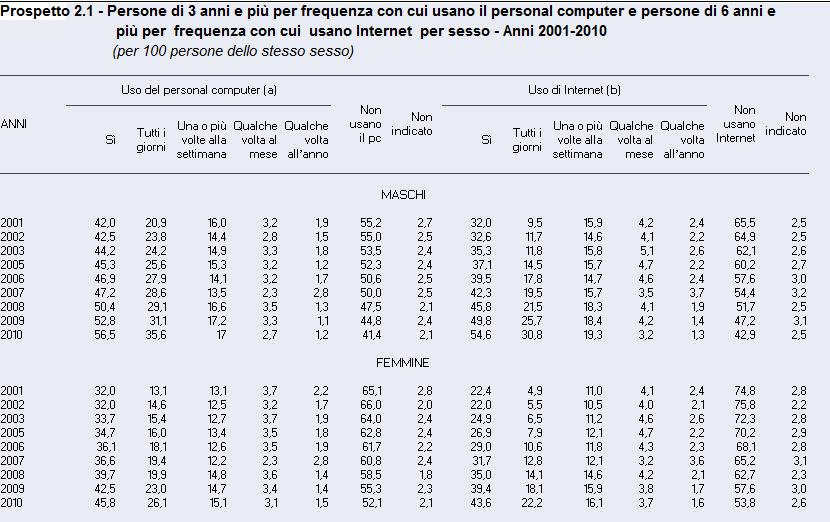 Prospetto 2.1 - Persone di 3 anni e più per frequenza con cui usano il personal computer e persone di 6 anni e
più per frequenza con cui usano Internet per sesso - Anni 2001-2010
(per 100 persone dello stesso sesso)
ANNI Uso del personal computer (a) Non usano il pc Non indicato Uso di Internet (b) Non usano Internet Non indicato
Sì Tutti i giorni Una o più volte alla settimana Qualche volta al mese Qualche volta all'anno Sì Tutti i giorni Una o più volte alla settimana Qualche volta al mese Qualche volta all'anno
MASCHI
2001 42,0 20,9 16,0 3,2 1,9 55,2 2,7 32,0 9,5 15,9 4,2 2,4 65,5 2,5
2002 42,5 23,8 14,4 2,8 1,5 55,0 2,5 32,6 11,7 14,6 4,1 2,2 64,9 2,5
2003 44,2 24,2 14,9 3,3 1,8 53,5 2,4 35,3 11,8 15,8 5,1 2,6 62,1 2,6
2005 45,3 25,6 15,3 3,2 1,2 52,3 2,4 37,1 14,5 15,7 4,7 2,2 60,2 2,7
2006 46,9 27,9 14,1 3,2 1,7 50,6 2,5 39,5 17,8 14,7 4,6 2,4 57,6 3,0
2007 47,2 28,6 13,5 2,3 2,8 50,0 2,5 42,3 19,5 15,7 3,5 3,7 54,4 3,2
2008 50,4 29,1 16,6 3,5 1,3 47,5 2,1 45,8 21,5 18,3 4,1 1,9 51,7 2,5
2009 52,8 31,1 17,2 3,3 1,1 44,8 2,4 49,8 25,7 18,4 4,2 1,4 47,2 3,1
2010 56,5 35,6 17 2,7 1,2 41,4 2,1 54,6 30,8 19,3 3,2 1,3 42,9 2,5
FEMMINE
2001 32,0 13,1 13,1 3,7 2,2 65,1 2,8 22,4 4,9 11,0 4,1 2,4 74,8 2,8
2002 32,0 14,6 12,5 3,2 1,7 66,0 2,0 22,0 5,5 10,5 4,0 2,1 75,8 2,2
2003 33,7 15,4 12,7 3,7 1,9 64,0 2,4 24,9 6,5 11,2 4,6 2,6 72,3 2,8
2005 34,7 16,0 13,4 3,5 1,8 62,8 2,4 26,9 7,9 12,1 4,7 2,2 70,2 2,9
2006 36,1 18,1 12,6 3,5 1,9 61,7 2,2 29,0 10,6 11,8 4,3 2,3 68,1 2,8
2007 36,6 19,4 12,2 2,3 2,8 60,8 2,4 31,7 12,8 12,1 3,2 3,6 65,2 3,1
2008 39,7 19,9 14,8 3,6 1,4 58,5 1,8 35,0 14,1 14,6 4,2 2,1 62,7 2,3
2009 42,5 23,0 14,7 3,4 1,4 55,3 2,3 39,4 18,1 15,9 3,8 1,7 57,6 3,0
2010 45,8 26,1 15,1 3,1 1,5 52,1 2,1 43,6 22,2 16,1 3,7 1,6 53,8 2,6